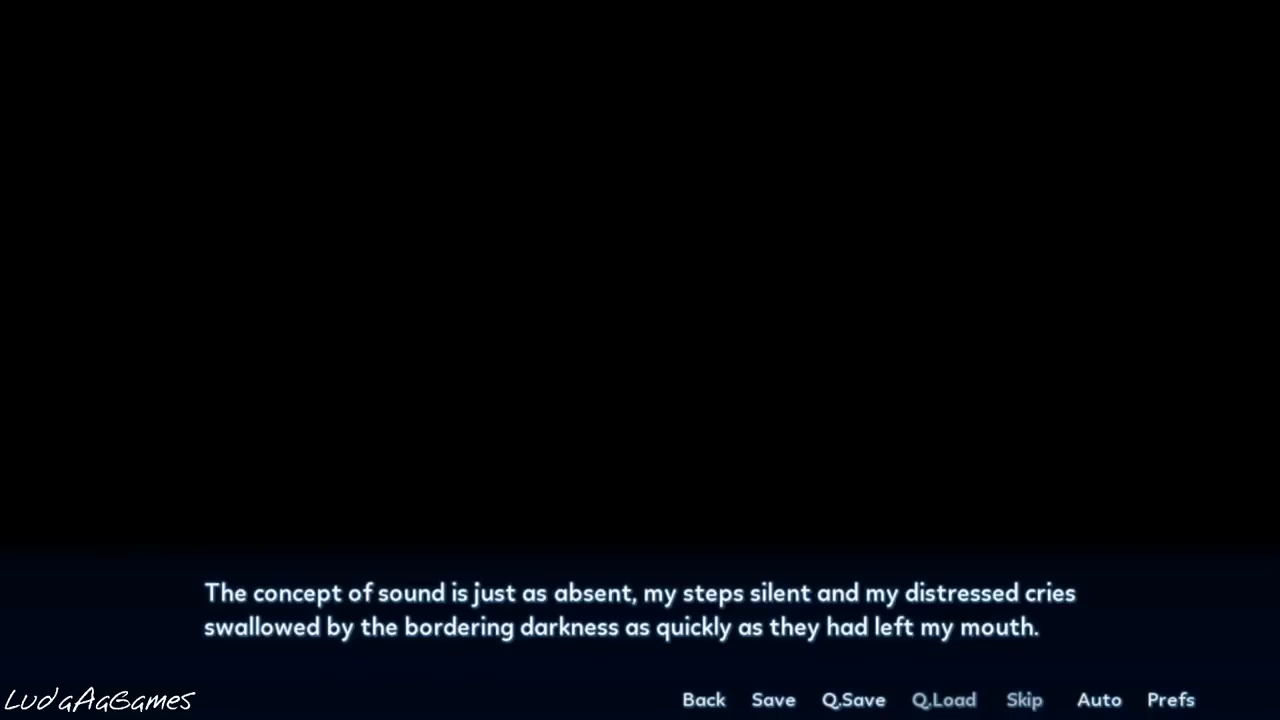 The concept of sound is just as absent, my steps silent and my distressed cries
swallowed by the bordering darkness as quickly as they had left my mouth.
LudaAaGames Back Save Q.Save Q.Load Skip Auto Prefs